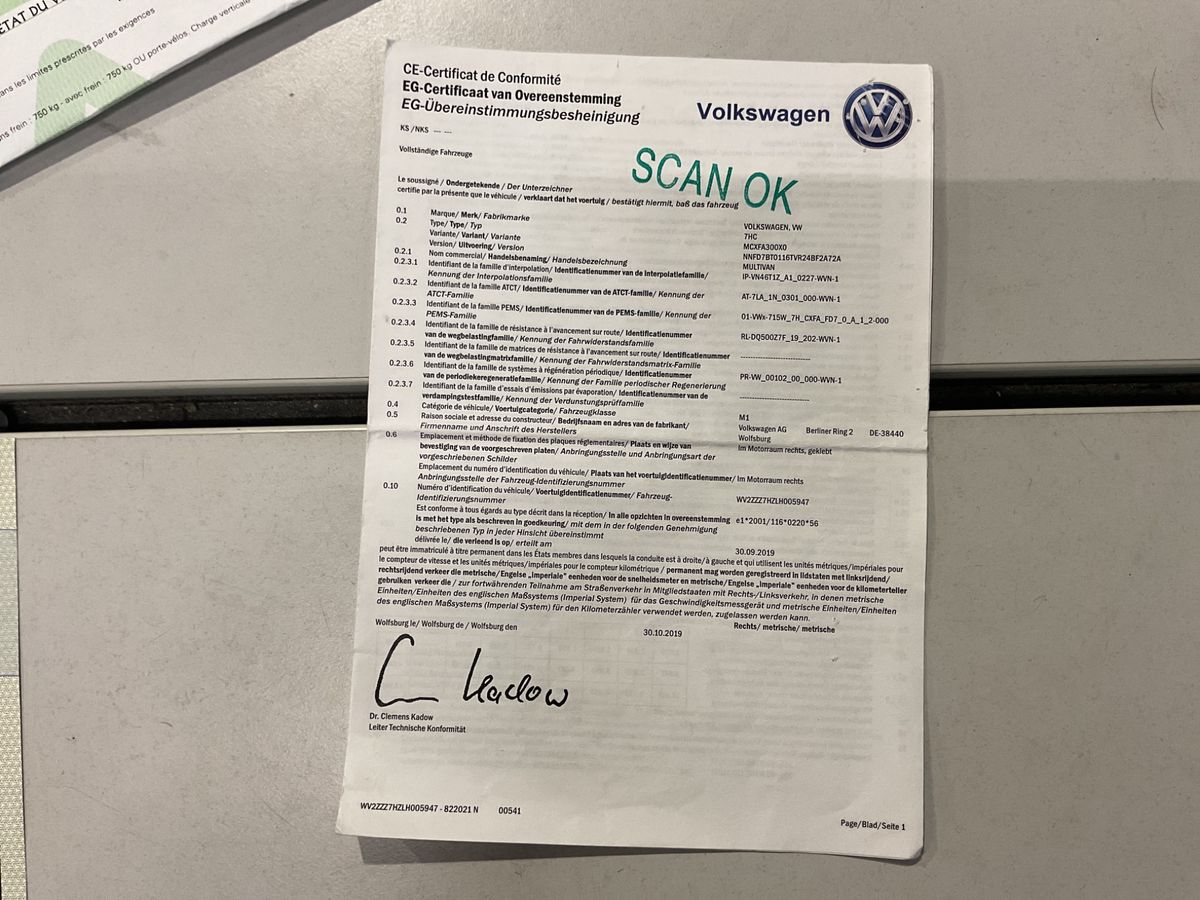 ÉTAT DU V
ans les limites prescrites par les exigences
ns frein : 750 kg - avec frein : 750 kg OU porte-vélos. Charge verticale
CE-Certificat de Conformité
EG-Certificaat van Overeenstemming
EG-Übereinstimmungsbesheinigung
Volkswagen
KS /NKS --- ---
Vollständige Fahrzeuge
SCAN OK
Le soussigné / Ondergetekende / Der Unterzeichner
certifie par la présente que le véhicule / verklaart dat het voertuig / bestätigt hiermit, baß das fahrzeug
0.1 Marque/ Merk/ Fabrikmarke VOLKSWAGEN, VW
0.2 Type/ Type/ Typ 7HC
Variante/ Variant/ Variante MCXFA300X0
Version/ Uitvoering/ Version NNFD7BT0116TVR24BF2A72A
0.2.1 Nom commercial/ Handelsbenaming/ Handelsbezeichnung MULTIVAN
0.2.3.1 Identifiant de la famille d'interpolation/ Identificatienummer van de Interpolatiefamilie/ IP-VN46T1Z_A1_0227-WVN-1
Kennung der Interpolationsfamilie
0.2.3.2 Identifiant de la famille ATCT/ Identificatienummer van de ATCT-familie/ Kennung der AT-7LA_1N_0301_000-WVN-1
ATCT-Familie
0.2.3.3 Identifiant de la famille PEMS/ Identificatienummer van de PEMS-familie/ Kennung der 01-VWx-715W_7H_CXFA_FD7_0_A_1_2-000
PEMS-Familie
0.2.3.4 Identifiant de la famille de résistance à l'avancement sur route/ Identificatienummer RL-DQ500Z7F_19_202-WVN-1
van de wegbelastingfamilie/ Kennung der Fahrwiderstandsfamilie
0.2.3.5 Identifiant de la famille de matrices de résistance à l'avancement sur route/ Identificatienummer --------------------
van de wegbelastingmatrixfamilie/ Kennung der Fahrwiderstandsmatrix-Familie
0.2.3.6 Identifiant de la famille de systèmes à régénération périodique/ Identificatienummer PR-VW_00102_00_000-WVN-1
van de periodiekeregeneratiefamilie/ Kennung der Familie periodischer Regenerierung
0.2.3.7 Identifiant de la famille d'essais d'émissions par évaporation/ Identificatienummer van de --------------------
verdampingstestfamilie/ Kennung der Verdunstungsprüffamilie
0.4 Catégorie de véhicule/ Voertuigcategorie/ Fahrzeugklasse M1
0.5 Raison sociale et adresse du constructeur/ Bedrijfsnaam en adres van de fabrikant/ Volkswagen AG Berliner Ring 2 DE-38440
Firmenname und Anschrift des Herstellers Wolfsburg
0.6 Emplacement et méthode de fixation des plaques réglementaires/ Plaats en wijze van Im Motorraum rechts, geklebt
bevestiging van de voorgeschreven platen/ Anbringungsstelle und Anbringungsart der
vorgeschriebenen Schilder
Emplacement du numéro d'identification du véhicule/ Plaats van het voertuigidentificatienummer/ Im Motorraum rechts
Anbringungsstelle der Fahrzeug-Identifizierungsnummer
0.10 Numéro d'identification du véhicule/ Voertuigidentificatienummer/ Fahrzeug- WV2ZZZ7HZLH005947
Identifizierungsnummer
Est conforme à tous égards au type décrit dans la réception/ In alle opzichten in overeenstemming e1*2001/116*0220*56
is met het type als beschreven in goedkeuring/ mit dem in der folgenden Genehmigung
beschriebenen Typ in jeder Hinsicht übereinstimmt
délivrée le/ die verleend is op/ erteilt am 30.09.2019
peut être immatriculé à titre permanent dans les États membres dans lesquels la conduite est à droite/à gauche et qui utilisent les unités métriques/impériales pour
le compteur de vitesse et les unités métriques/impériales pour le compteur kilométrique / permanent mag worden geregistreerd in lidstaten met linksrijdend/
rechtsrijdend verkeer die metrische/Engelse „imperiale" eenheden voor de snelheidsmeter en metrische/Engelse „imperiale" eenheden voor de kilometerteller
gebruiken verkeer die / zur fortwährenden Teilnahme am Straßenverkehr in Mitgliedstaaten mit Rechts-/Linksverkehr, in denen metrische
Einheiten/Einheiten des englischen Maßsystems (Imperial System) für das Geschwindigkeitsmessgerät und metrische Einheiten/Einheiten
des englischen Maßsystems (Imperial System) für den Kilometerzähler verwendet werden, zugelassen werden kann.
Rechts/ metrische/ metrische
Wolfsburg le/ Wolfsburg de / Wolfsburg den 30.10.2019
C Kadow
Dr. Clemens Kadow
Leiter Technische Konformität
WV2ZZZ7HZLH005947 - 822021 N 00541
Page/Blad/Seite 1